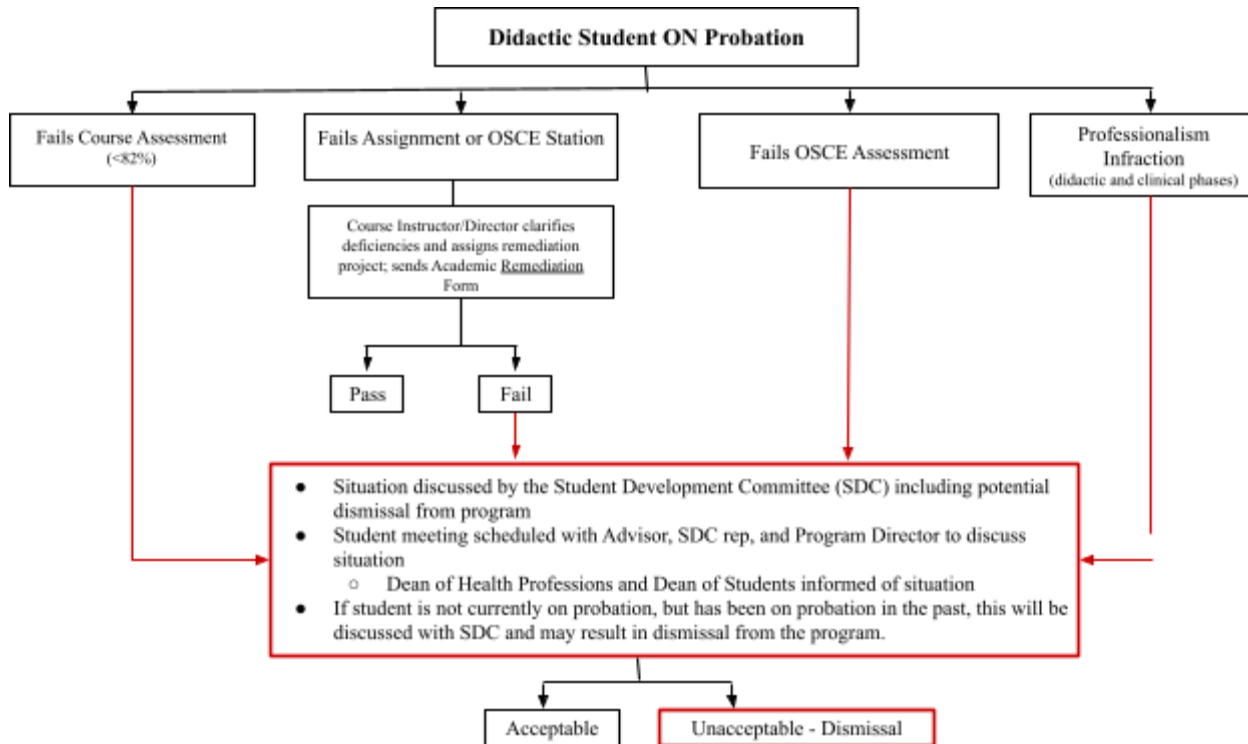 Didactic Student ON Probation
Fails Course Assessment
(<82%)
Fails Assignment or OSCE Station
Fails OSCE Assessment
Professionalism
Infraction
(didactic and clinical phases)
Course Instructor/Director clarifies
deficiencies and assigns remediation
project; sends Academic Remediation
Form
Pass
Fail
● Situation discussed by the Student Development Committee (SDC) including potential
dismissal from program
● Student meeting scheduled with Advisor, SDC rep, and Program Director to discuss
situation
○ Dean of Health Professions and Dean of Students informed of situation
● If student is not currently on probation, but has been on probation in the past, this will be
discussed with SDC and may result in dismissal from the program.
Acceptable
Unacceptable - Dismissal